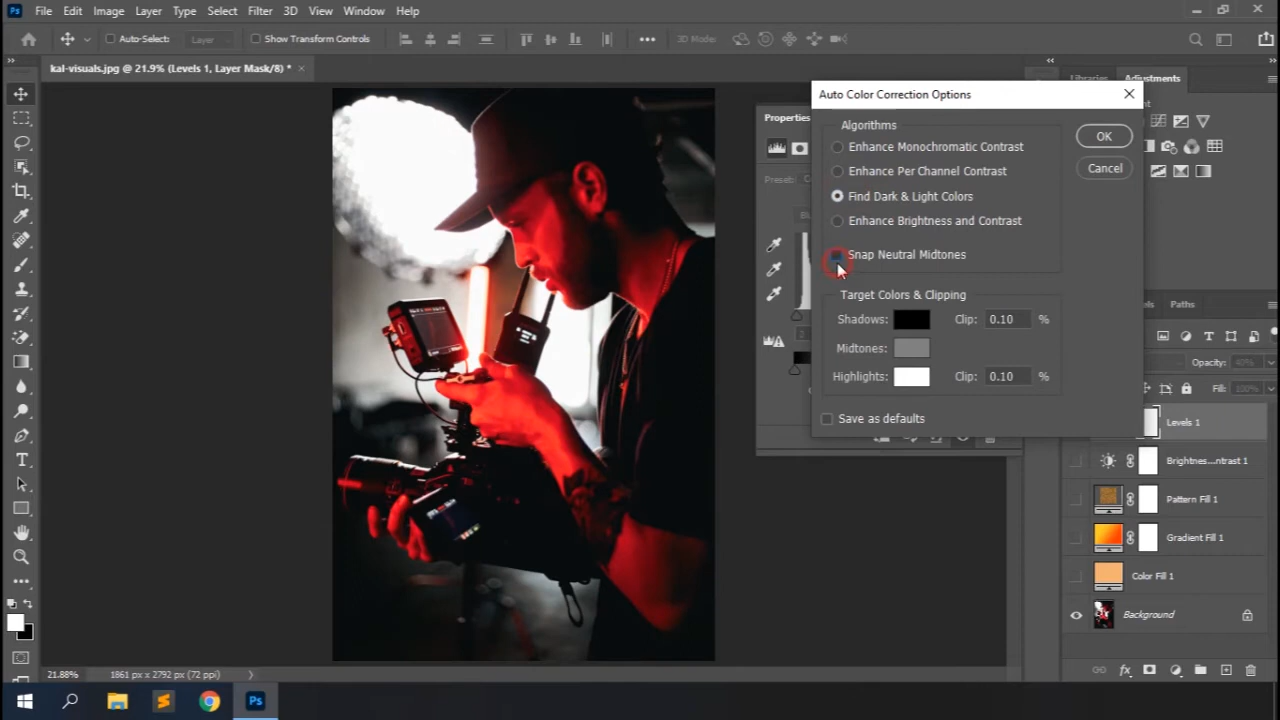 Ps File Edit Image Layer Type Select Filter 3D View Window Help
Auto-Select: Layer Show Transform Controls 3D Mode:
kal-visuals.jpg @ 21.9% (Levels 1, Layer Mask/8) *
Libraries Adjustments
Auto Color Correction Options
Properties
Algorithms
Enhance Monochromatic Contrast
OK
Enhance Per Channel Contrast
Cancel
Preset:
Find Dark & Light Colors
Enhance Brightness and Contrast
Snap Neutral Midtones
Target Colors & Clipping
Paths
Shadows: Clip: 0.10 %
Midtones:
Opacity: 40%
Highlights: Clip: 0.10 %
Fill: 100%
Save as defaults
Levels 1
Brightnes...ntrast 1
Pattern Fill 1
Gradient Fill 1
Color Fill 1
Background
21.88% 1861 px x 2792 px (72 ppi)
Ps